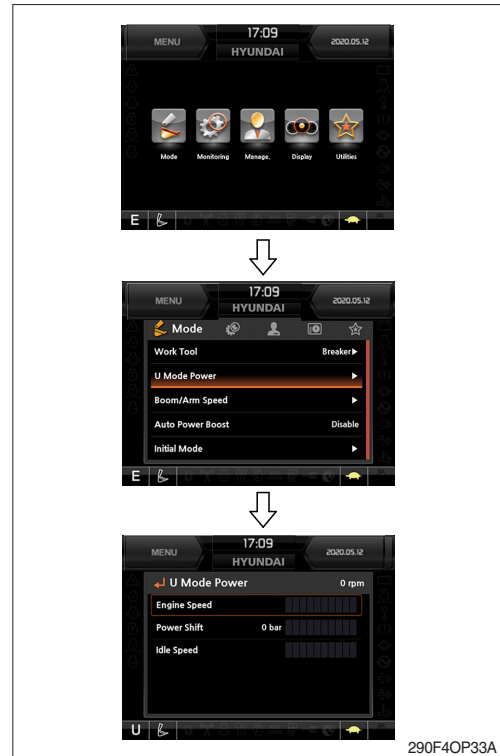 MENU 17:09 2020.05.12
HYUNDAI
Mode Monitoring Manage. Display Utilities
E
MENU 17:09 2020.05.12
HYUNDAI
Mode
Work Tool Breaker▶
U Mode Power ▶
Boom/Arm Speed ▶
Auto Power Boost Disable
Initial Mode ▶
E
MENU 17:09 2020.05.12
HYUNDAI
U Mode Power 0 rpm
Engine Speed
Power Shift 0 bar
Idle Speed
U
290F4OP33A